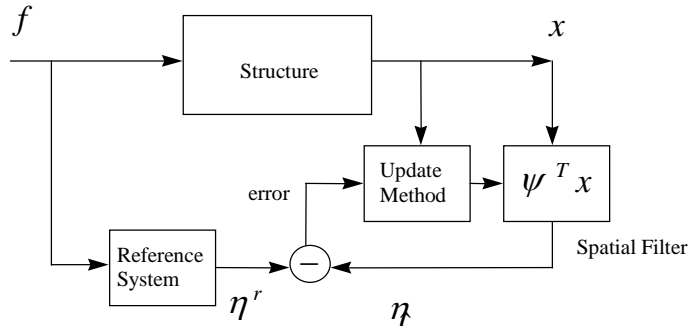 f
x
Structure
Update
Method
ψ^T x
error
Spatial Filter
Reference
System
η^r
η